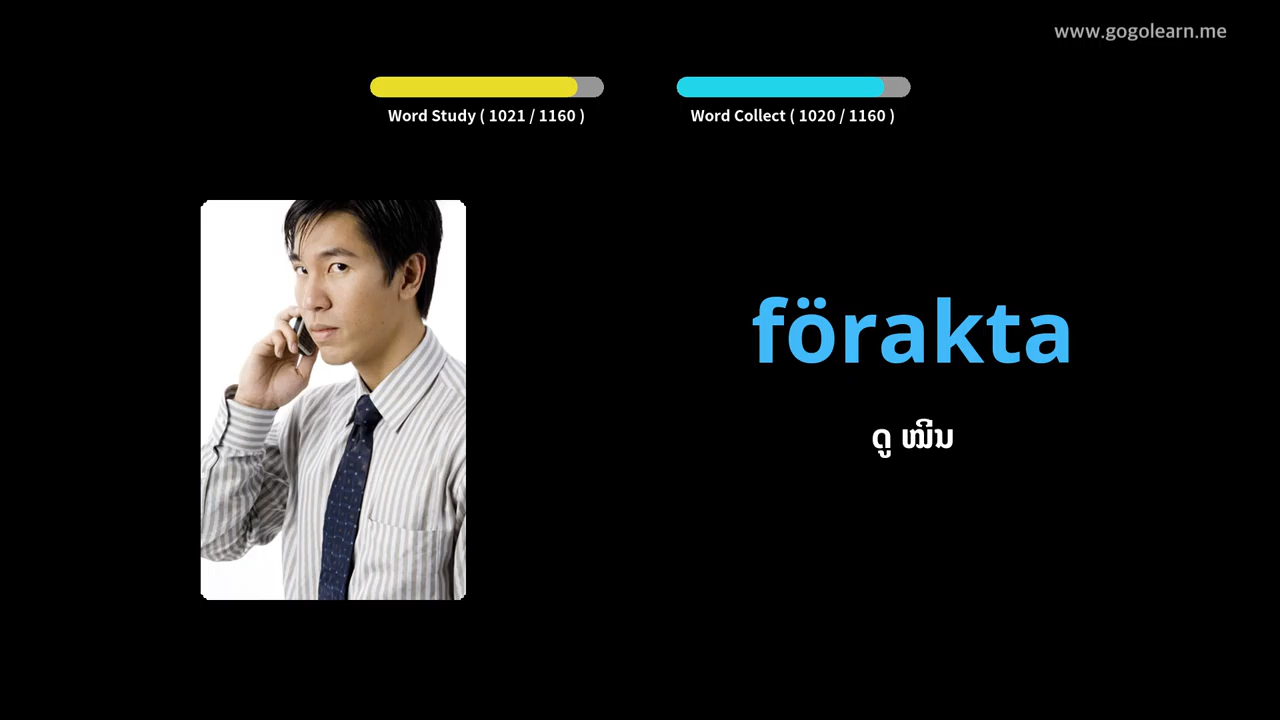 www.gogolearn.me
Word Study ( 1021 / 1160 )
Word Collect ( 1020 / 1160 )
förakta
ດູ ໝີ່ນ